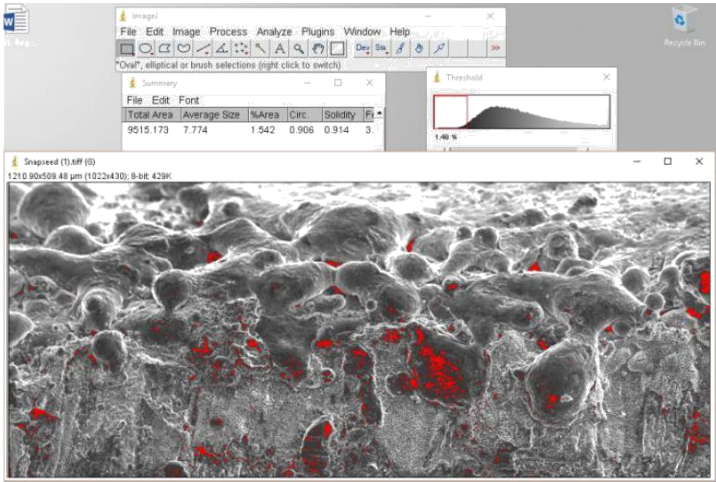 ImageJ
File Edit Image Process Analyze Plugins Window Help
Dev Stk >>
*Oval*, elliptical or brush selections (right click to switch)
Recycle Bin
Summary
File Edit Font
Total Area Average Size %Area Circ. Solidity
9515.173 7.774 1.542 0.906 0.914 3.
Threshold
1.48 %
Snapseed (1).tiff (G)
1210.90x509.48 µm (1022x430); 8-bit; 429K